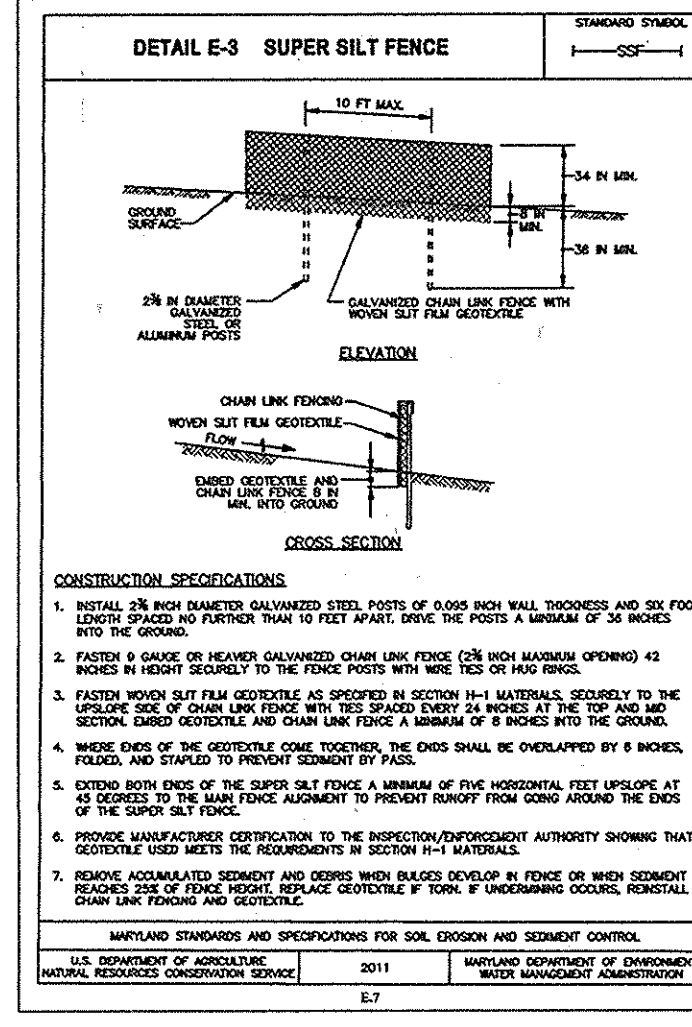 DETAIL E-3 SUPER SILT FENCE
STANDARD SYMBOL
SSF
10 FT MAX.
34 IN MIN.
GROUND
SURFACE
8 IN
MIN.
36 IN MIN.
2⅜ IN DIAMETER
GALVANIZED
STEEL OR
ALUMINUM POSTS
GALVANIZED CHAIN LINK FENCE WITH
WOVEN SLIT FILM GEOTEXTILE
ELEVATION
CHAIN LINK FENCING
WOVEN SLIT FILM GEOTEXTILE
FLOW
EMBED GEOTEXTILE AND
CHAIN LINK FENCE 8 IN
MIN. INTO GROUND
CROSS SECTION
CONSTRUCTION SPECIFICATIONS
1. INSTALL 2⅜ INCH DIAMETER GALVANIZED STEEL POSTS OF 0.095 INCH WALL THICKNESS AND SIX FOO
LENGTH SPACED NO FURTHER THAN 10 FEET APART. DRIVE THE POSTS A MINIMUM OF 36 INCHES
INTO THE GROUND.
2. FASTEN 9 GAUGE OR HEAVIER GALVANIZED CHAIN LINK FENCE (2⅜ INCH MAXIMUM OPENING) 42
INCHES IN HEIGHT SECURELY TO THE FENCE POSTS WITH WIRE TIES OR HUG RINGS.
3. FASTEN WOVEN SLIT FILM GEOTEXTILE AS SPECIFIED IN SECTION H-1 MATERIALS, SECURELY TO THE
UPSLOPE SIDE OF CHAIN LINK FENCE WITH TIES SPACED EVERY 24 INCHES AT THE TOP AND MID
SECTION. EMBED GEOTEXTILE AND CHAIN LINK FENCE A MINIMUM OF 8 INCHES INTO THE GROUND.
4. WHERE ENDS OF THE GEOTEXTILE COME TOGETHER, THE ENDS SHALL BE OVERLAPPED BY 6 INCHES,
FOLDED, AND STAPLED TO PREVENT SEDIMENT BY PASS.
5. EXTEND BOTH ENDS OF THE SUPER SILT FENCE A MINIMUM OF FIVE HORIZONTAL FEET UPSLOPE AT
45 DEGREES TO THE MAIN FENCE ALIGNMENT TO PREVENT RUNOFF FROM GOING AROUND THE ENDS
OF THE SUPER SILT FENCE.
6. PROVIDE MANUFACTURER CERTIFICATION TO THE INSPECTION/ENFORCEMENT AUTHORITY SHOWING THAT
GEOTEXTILE USED MEETS THE REQUIREMENTS IN SECTION H-1 MATERIALS.
7. REMOVE ACCUMULATED SEDIMENT AND DEBRIS WHEN BULGES DEVELOP IN FENCE OR WHEN SEDIMENT
REACHES 25% OF FENCE HEIGHT. REPLACE GEOTEXTILE IF TORN. IF UNDERMINING OCCURS, REINSTALL
CHAIN LINK FENCING AND GEOTEXTILE.
MARYLAND STANDARDS AND SPECIFICATIONS FOR SOIL EROSION AND SEDIMENT CONTROL
U.S. DEPARTMENT OF AGRICULTURE
NATURAL RESOURCES CONSERVATION SERVICE
2011
MARYLAND DEPARTMENT OF ENVIRONMEN
WATER MANAGEMENT ADMINISTRATION
E.7